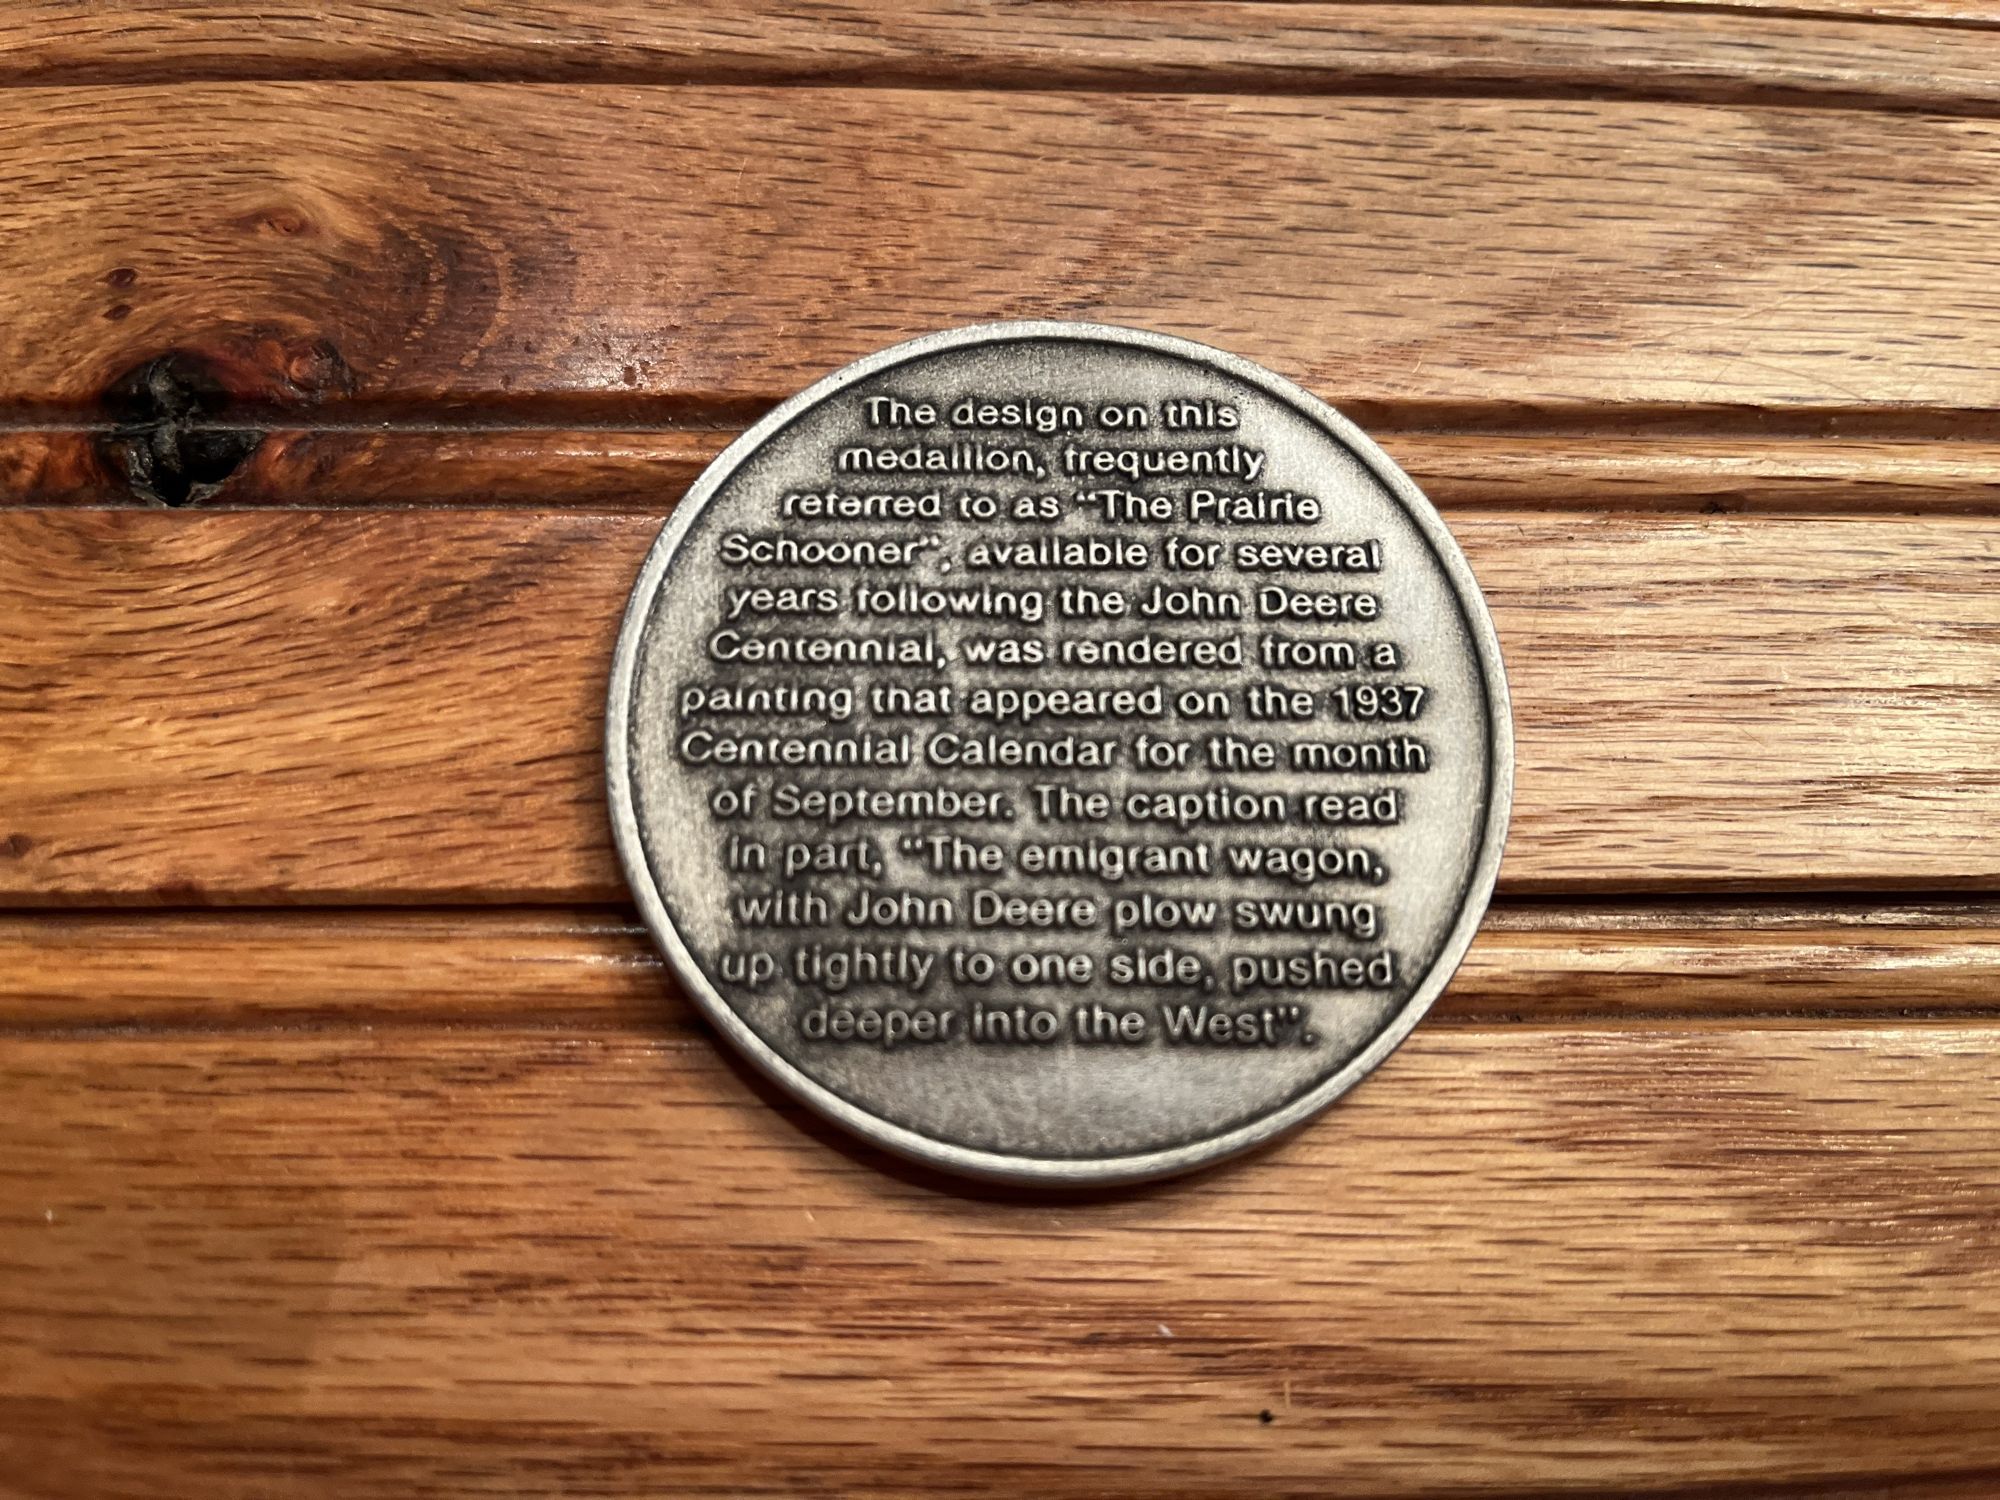 The design on this
medallion, frequently
referred to as "The Prairie
Schooner", available for several
years following the John Deere
Centennial, was rendered from a
painting that appeared on the 1937
Centennial Calendar for the month
of September. The caption read
in part, "The emigrant wagon,
with John Deere plow swung
up tightly to one side, pushed
deeper into the West".